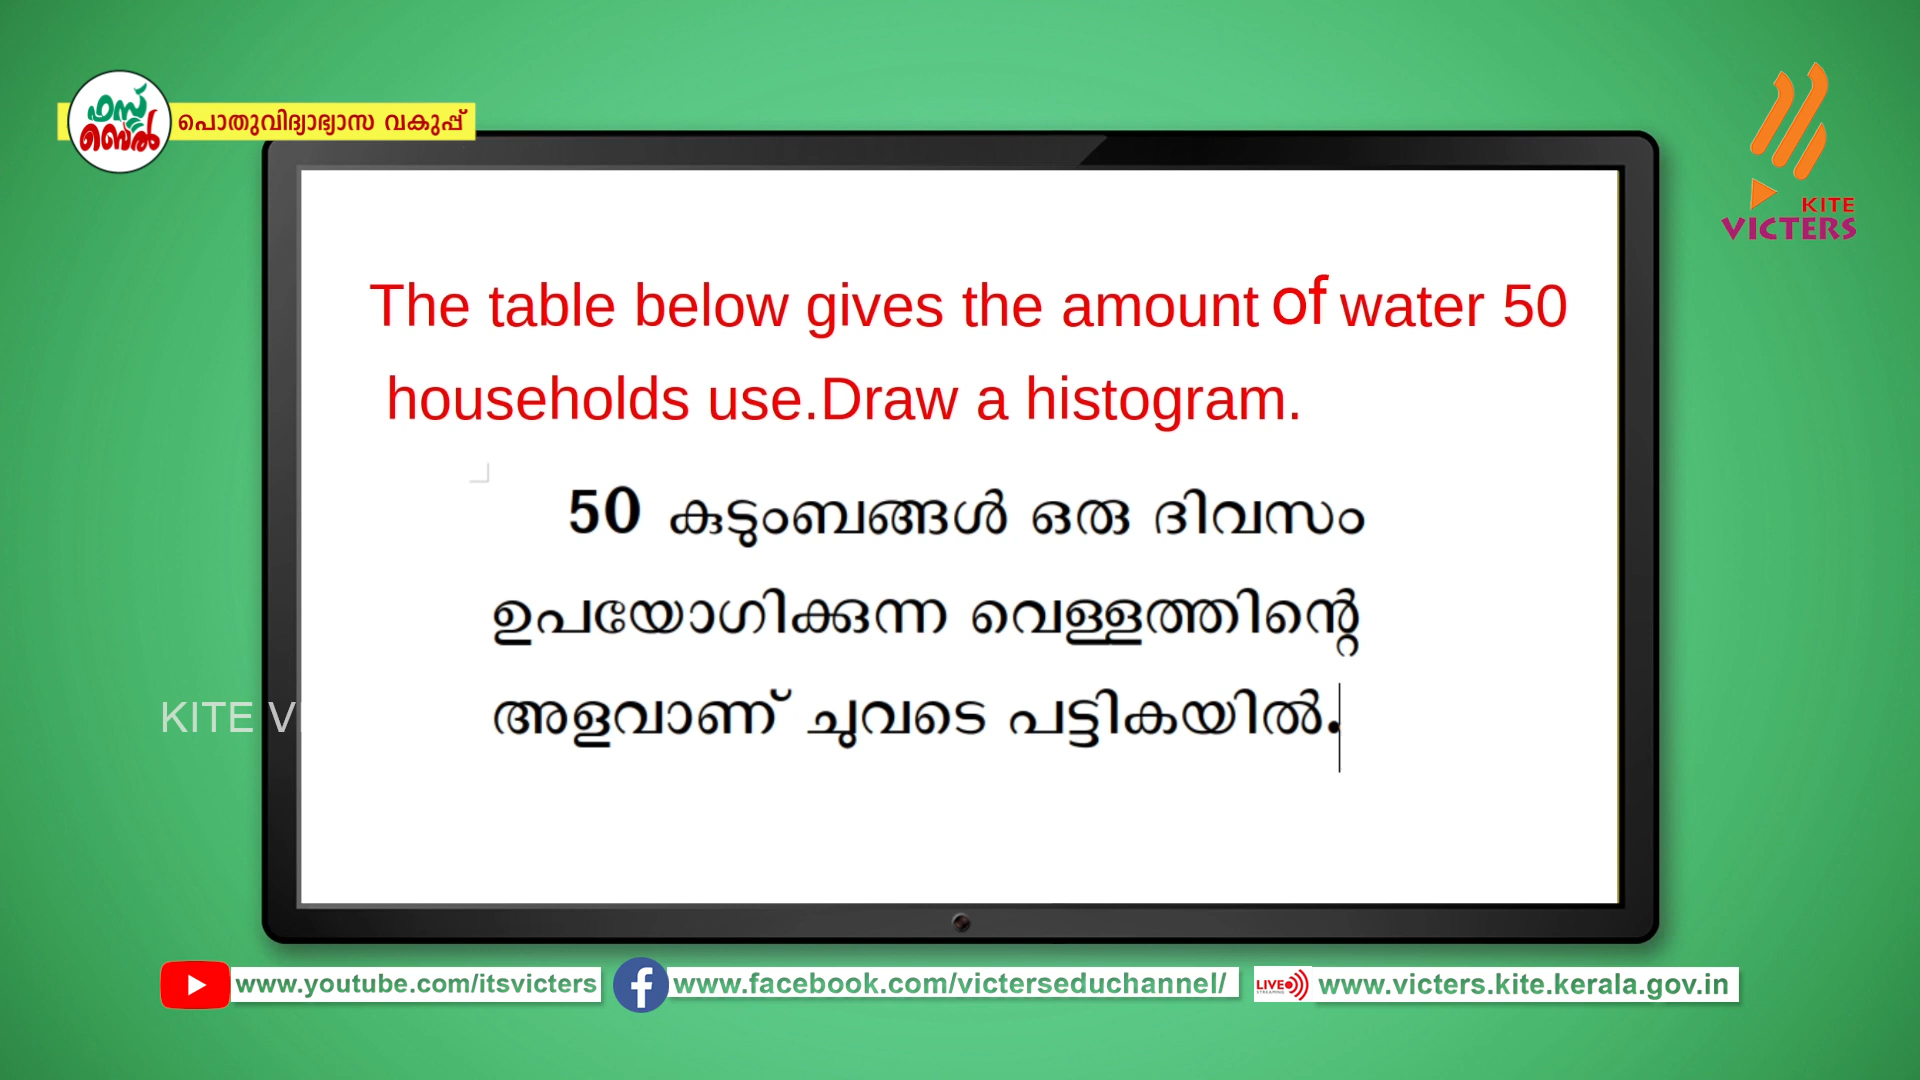 ഫസ്റ്റ്
ബെൽ
പൊതുവിദ്യാഭ്യാസ വകുപ്പ്
KITE
VICTERS
The table below gives the amount of water 50
households use.Draw a histogram.
50 കുടുംബങ്ങൾ ഒരു ദിവസം
ഉപയോഗിക്കുന്ന വെള്ളത്തിന്റെ
അളവാണ് ചുവടെ പട്ടികയിൽ.
KITE VI
www.youtube.com/itsvicters
www.facebook.com/victerseduchannel/
LIVE
www.victers.kite.kerala.gov.in